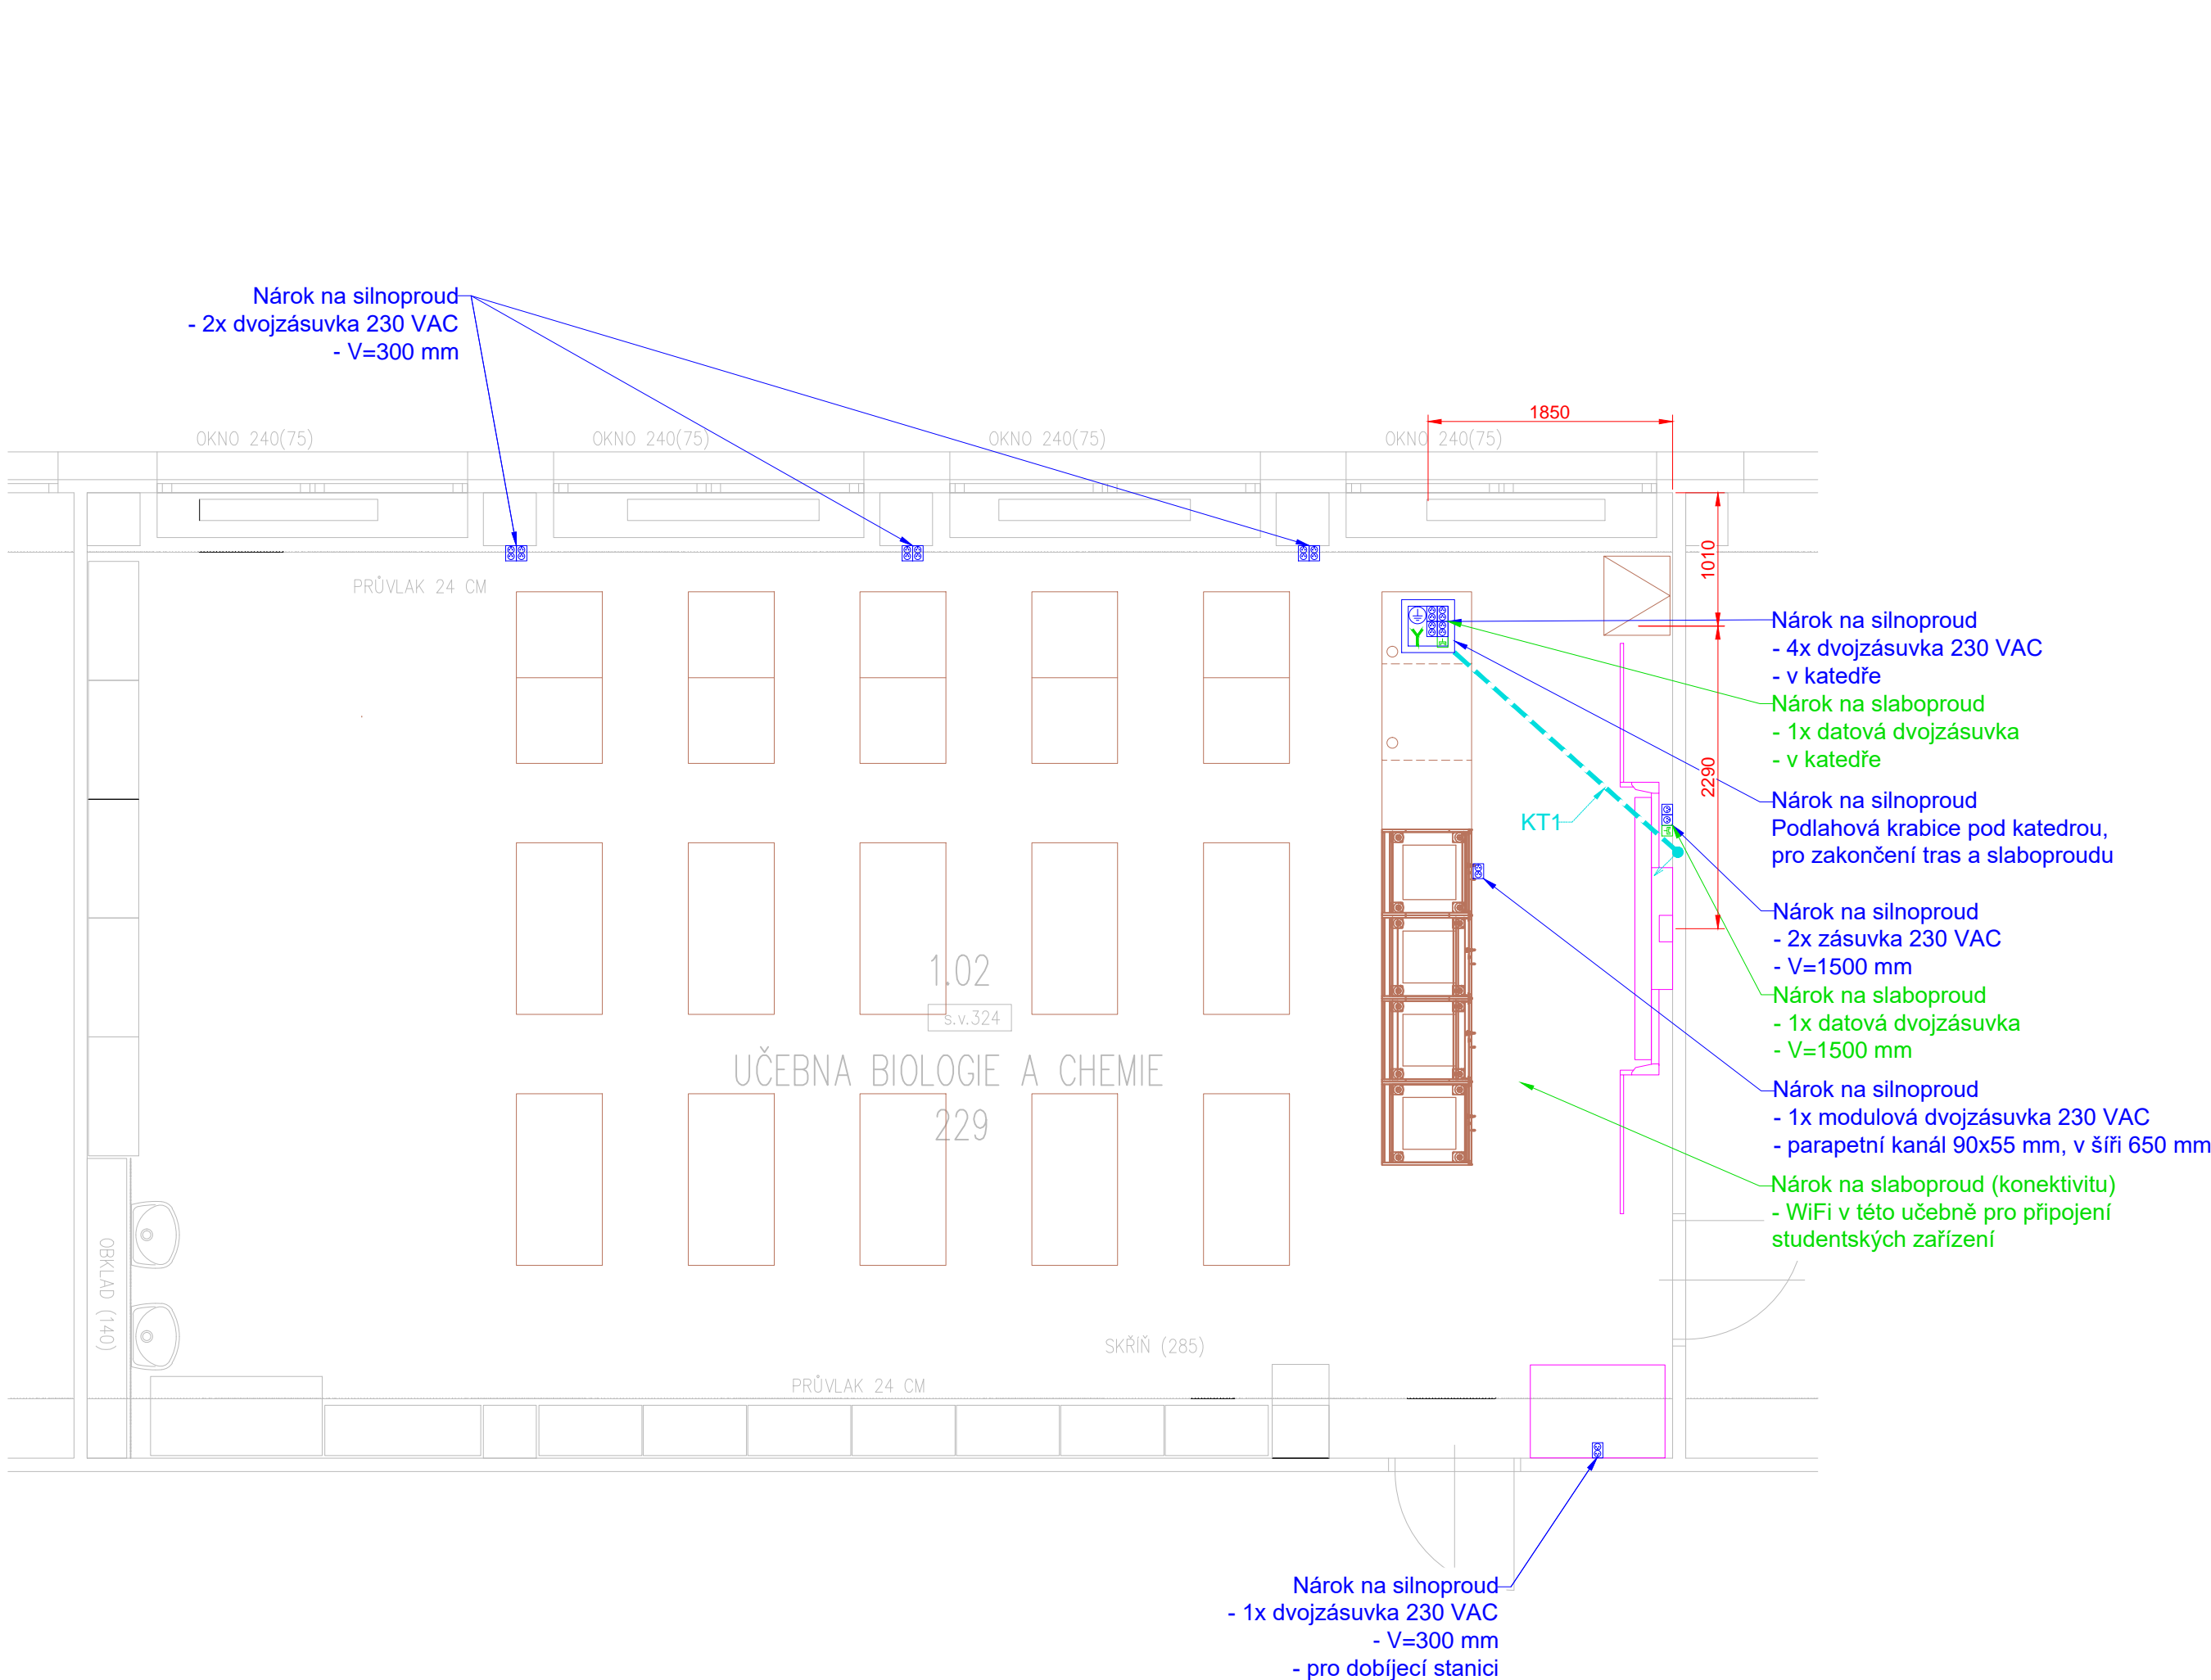 Nárok na silnoproud
- 2x dvojzásuvka 230 VAC
- V=300 mm
1850
OKNO 240(75)
OKNO 240(75)
OKNO 240(75)
OKNO 240(75)
1010
PRŮVLAK 24 CM
Nárok na silnoproud
- 4x dvojzásuvka 230 VAC
- v katedře
Y
Nárok na slaboproud
- 1x datová dvojzásuvka
- v katedře
2290
Nárok na silnoproud
Podlahová krabice pod katedrou,
pro zakončení tras a slaboproudu
KT1
Nárok na silnoproud
- 2x zásuvka 230 VAC
- V=1500 mm
Nárok na slaboproud
- 1x datová dvojzásuvka
- V=1500 mm
1.02
s.v.324
UČEBNA BIOLOGIE A CHEMIE
229
Nárok na silnoproud
- 1x modulová dvojzásuvka 230 VAC
- parapetní kanál 90x55 mm, v šíři 650 mm
Nárok na slaboproud (konektivitu)
- WiFi v této učebně pro připojení
studentských zařízení
OBKLAD (140)
SKŘÍŇ (285)
PRŮVLAK 24 CM
Nárok na silnoproud
- 1x dvojzásuvka 230 VAC
- V=300 mm
- pro dobíjecí stanici